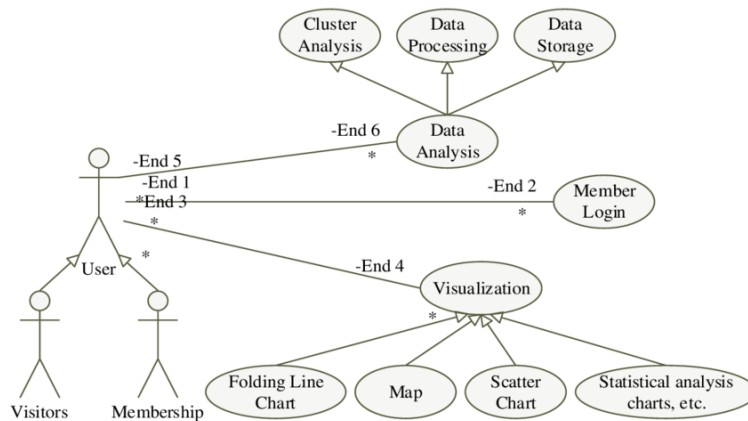 Cluster
Analysis
Data
Processing
Data
Storage
-End 6
*
Data
Analysis
-End 5
-End 1
*
-End 3
*
-End 2
*
Member
Login
User
*
-End 4
*
Visualization
Folding Line
Chart
Map
Scatter
Chart
Statistical analysis
charts, etc.
Visitors
Membership